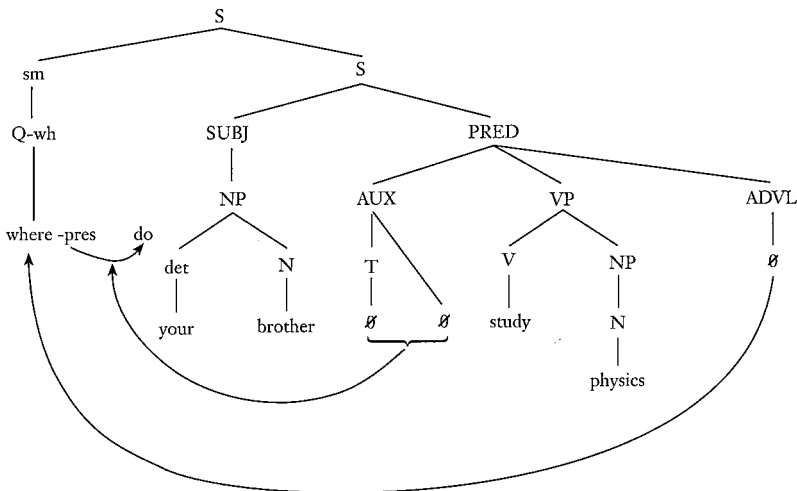 S
sm S
Q-wh SUBJ PRED
NP AUX VP ADVL
where -pres do
det N T V NP Ø
your brother Ø Ø study N
physics